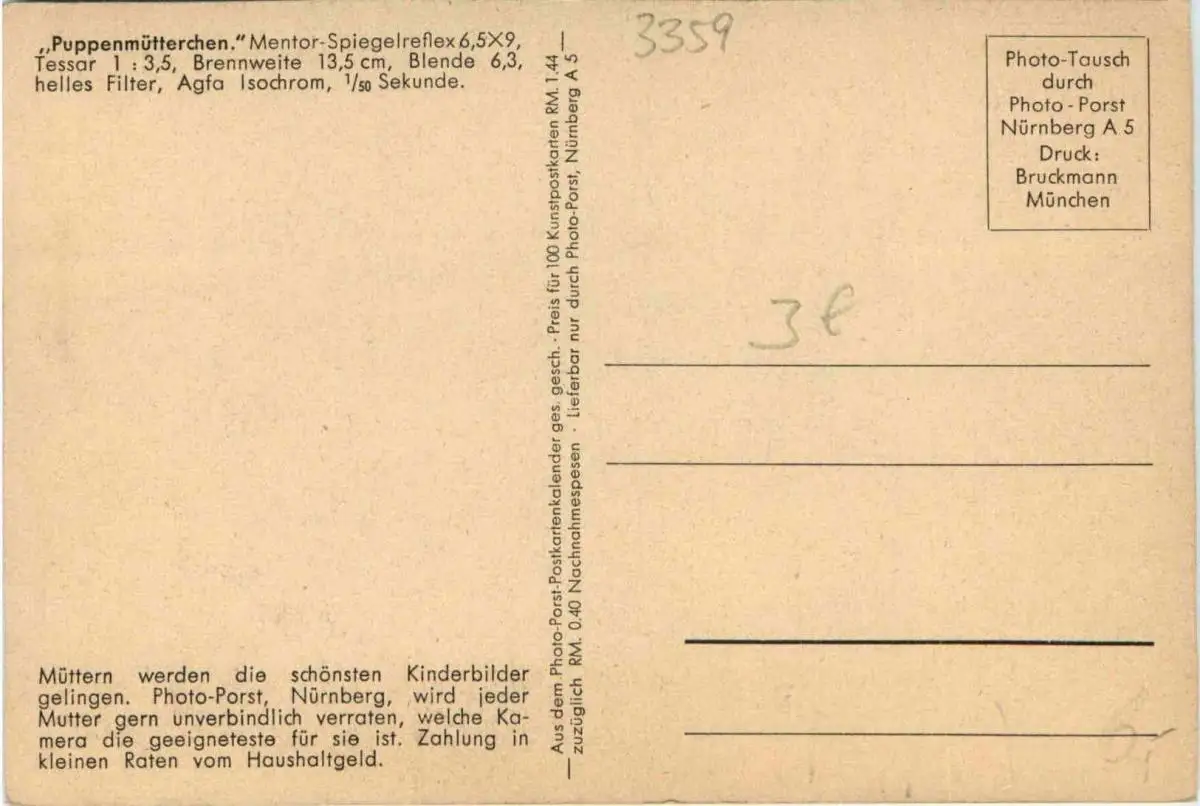 „Puppenmütterchen." Mentor-Spiegelreflex 6,5X9,
Tessar 1 : 3,5, Brennweite 13,5 cm, Blende 6,3,
helles Filter, Agfa Isochrom, 1/50 Sekunde.
Müttern werden die schönsten Kinderbilder
gelingen. Photo-Porst, Nürnberg, wird jeder
Mutter gern unverbindlich verraten, welche Ka-
mera die geeigneteste für sie ist. Zahlung in
kleinen Raten vom Haushaltgeld.
Aus dem Photo-Porst-Postkartenkalender ges. gesch. · Preis für 100 Kunstpostkarten RM. 1.44
zuzüglich RM. 0.40 Nachnahmespesen · Lieferbar nur durch Photo-Porst, Nürnberg A 5
3359
Photo-Tausch
durch
Photo-Porst
Nürnberg A 5
Druck:
Bruckmann
München
3 €